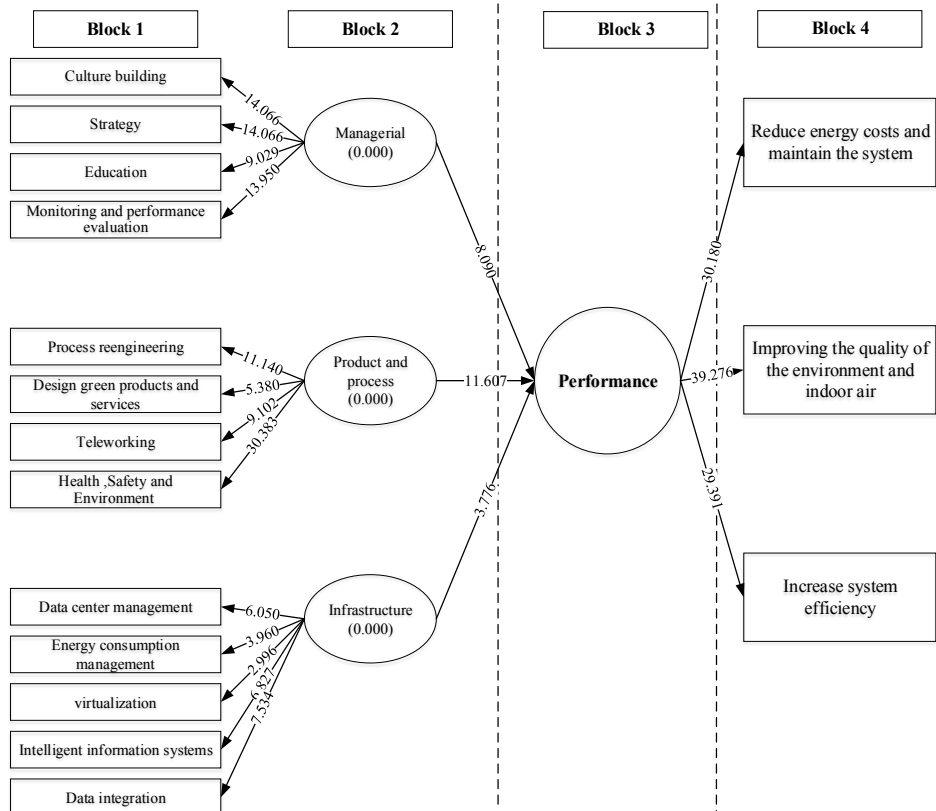 Block 1
Block 2
Block 3
Block 4
Culture building
Strategy
Education
Monitoring and performance
evaluation
14.066
14.066
9.029
13.950
Managerial
(0.000)
8.090
Process reengineering
Design green products and
services
Teleworking
Health ,Safety and
Environment
11.140
5.380
9.102
30.383
Product and
process
(0.000)
11.607
Data center management
Energy consumption
management
virtualization
Intelligent information systems
Data integration
6.050
3.960
2.996
6.827
7.534
Infrastructure
(0.000)
3.776
Performance
30.180
39.276
29.391
Reduce energy costs and
maintain the system
Improving the quality of
the environment and
indoor air
Increase system
efficiency